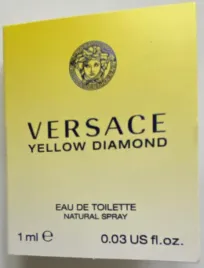 VERSACE
YELLOW DIAMOND
EAU DE TOILETTE
NATURAL SPRAY
1 ml ℮ 0.03 US fl.oz.